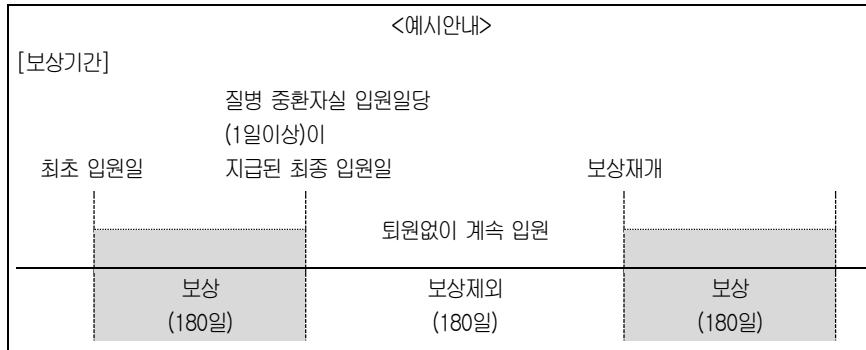 <예시안내>
[보상기간]
질병 중환자실 입원일당
(1일이상)이
최초 입원일 지급된 최종 입원일 보상재개
퇴원없이 계속 입원
보상 보상제외 보상
(180일) (180일) (180일)